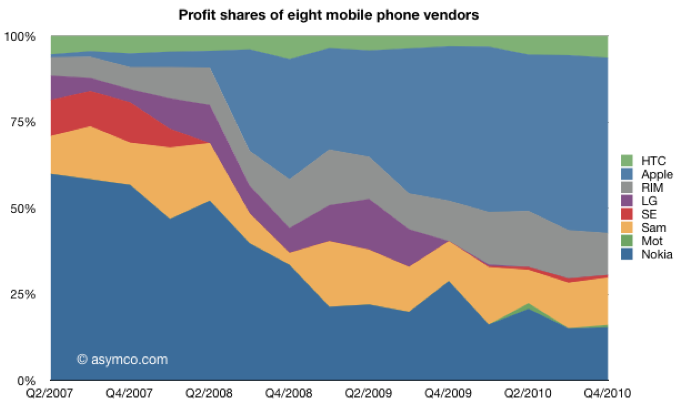 Profit shares of eight mobile phone vendors
100%
75%
50%
25%
0%
HTC
Apple
RIM
LG
SE
Sam
Mot
Nokia
© asymco.com
Q2/2007 Q4/2007 Q2/2008 Q4/2008 Q2/2009 Q4/2009 Q2/2010 Q4/2010